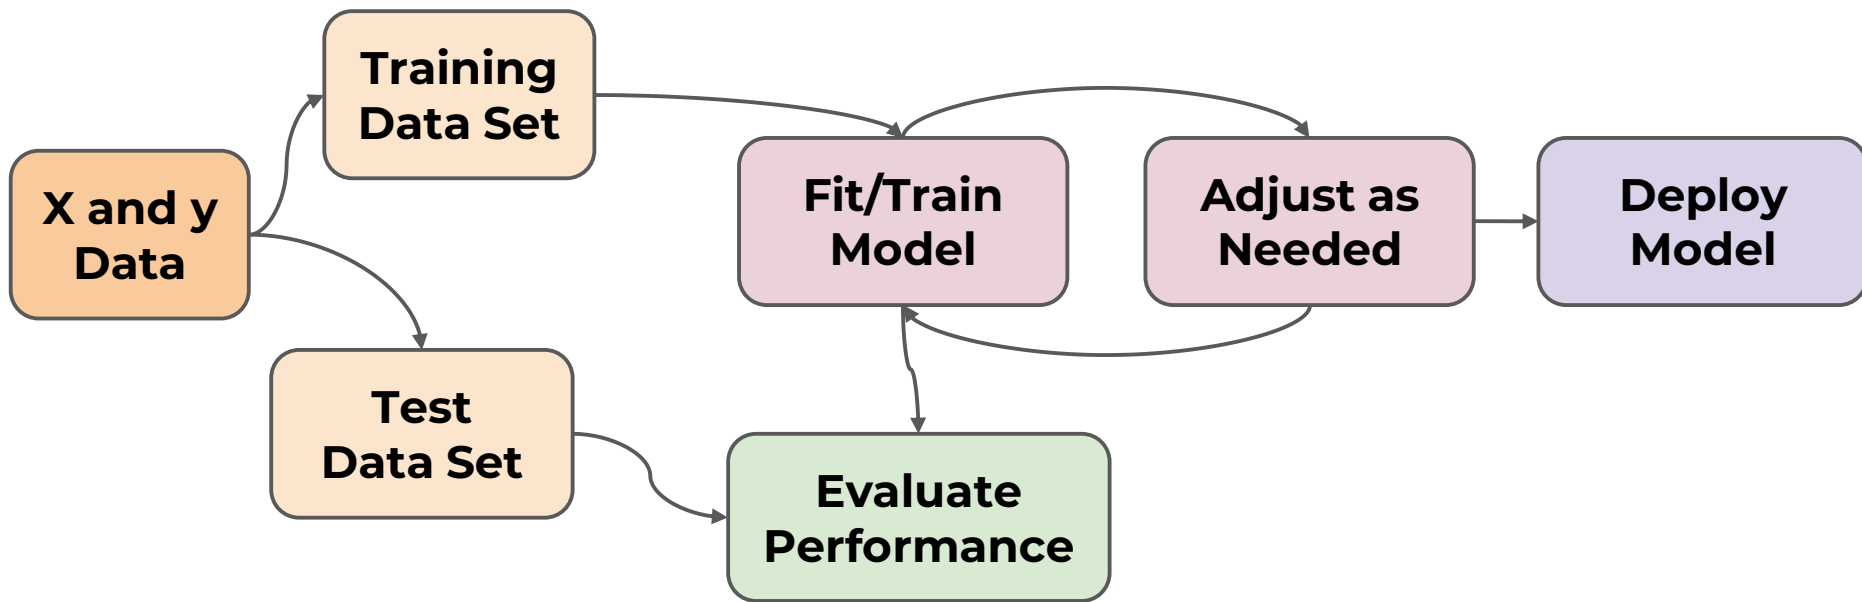 Training
Data Set
X and y
Data
Fit/Train
Model
Adjust as
Needed
Deploy
Model
Test
Data Set
Evaluate
Performance